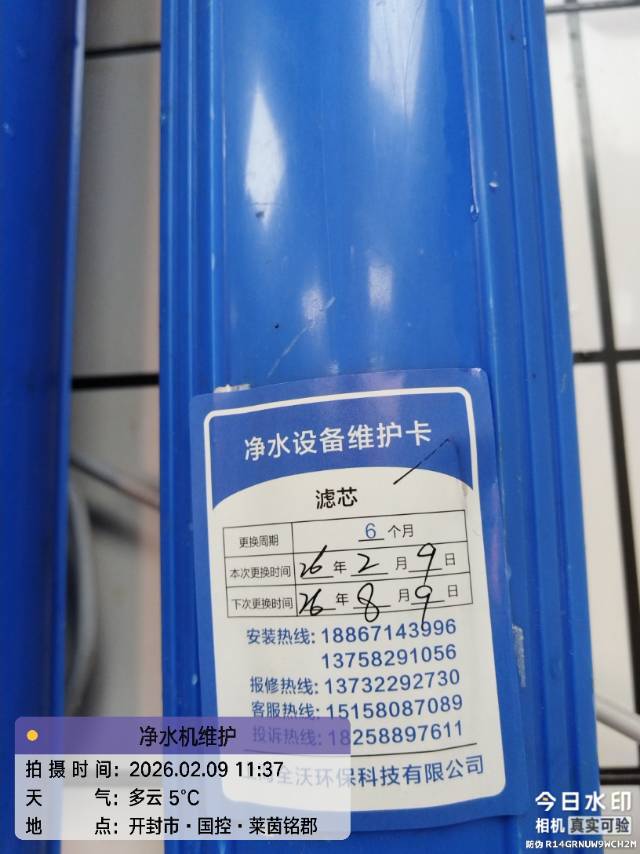 净水设备维护卡
滤芯
更换周期 6 个月
本次更换时间 26 年 2 月 9 日
下次更换时间 26 年 8 月 9 日
安装热线: 18867143996
13758291056
报修热线: 13732292730
客服热线: 15158087089
投诉热线: 18258897611
全沃环保科技有限公司
净水机维护
拍摄时间: 2026.02.09 11:37
天气: 多云 5℃
地点: 开封市·国控·莱茵铭郡
今日水印
相机 真实可验
防伪 R14GRNUW9WCH2M